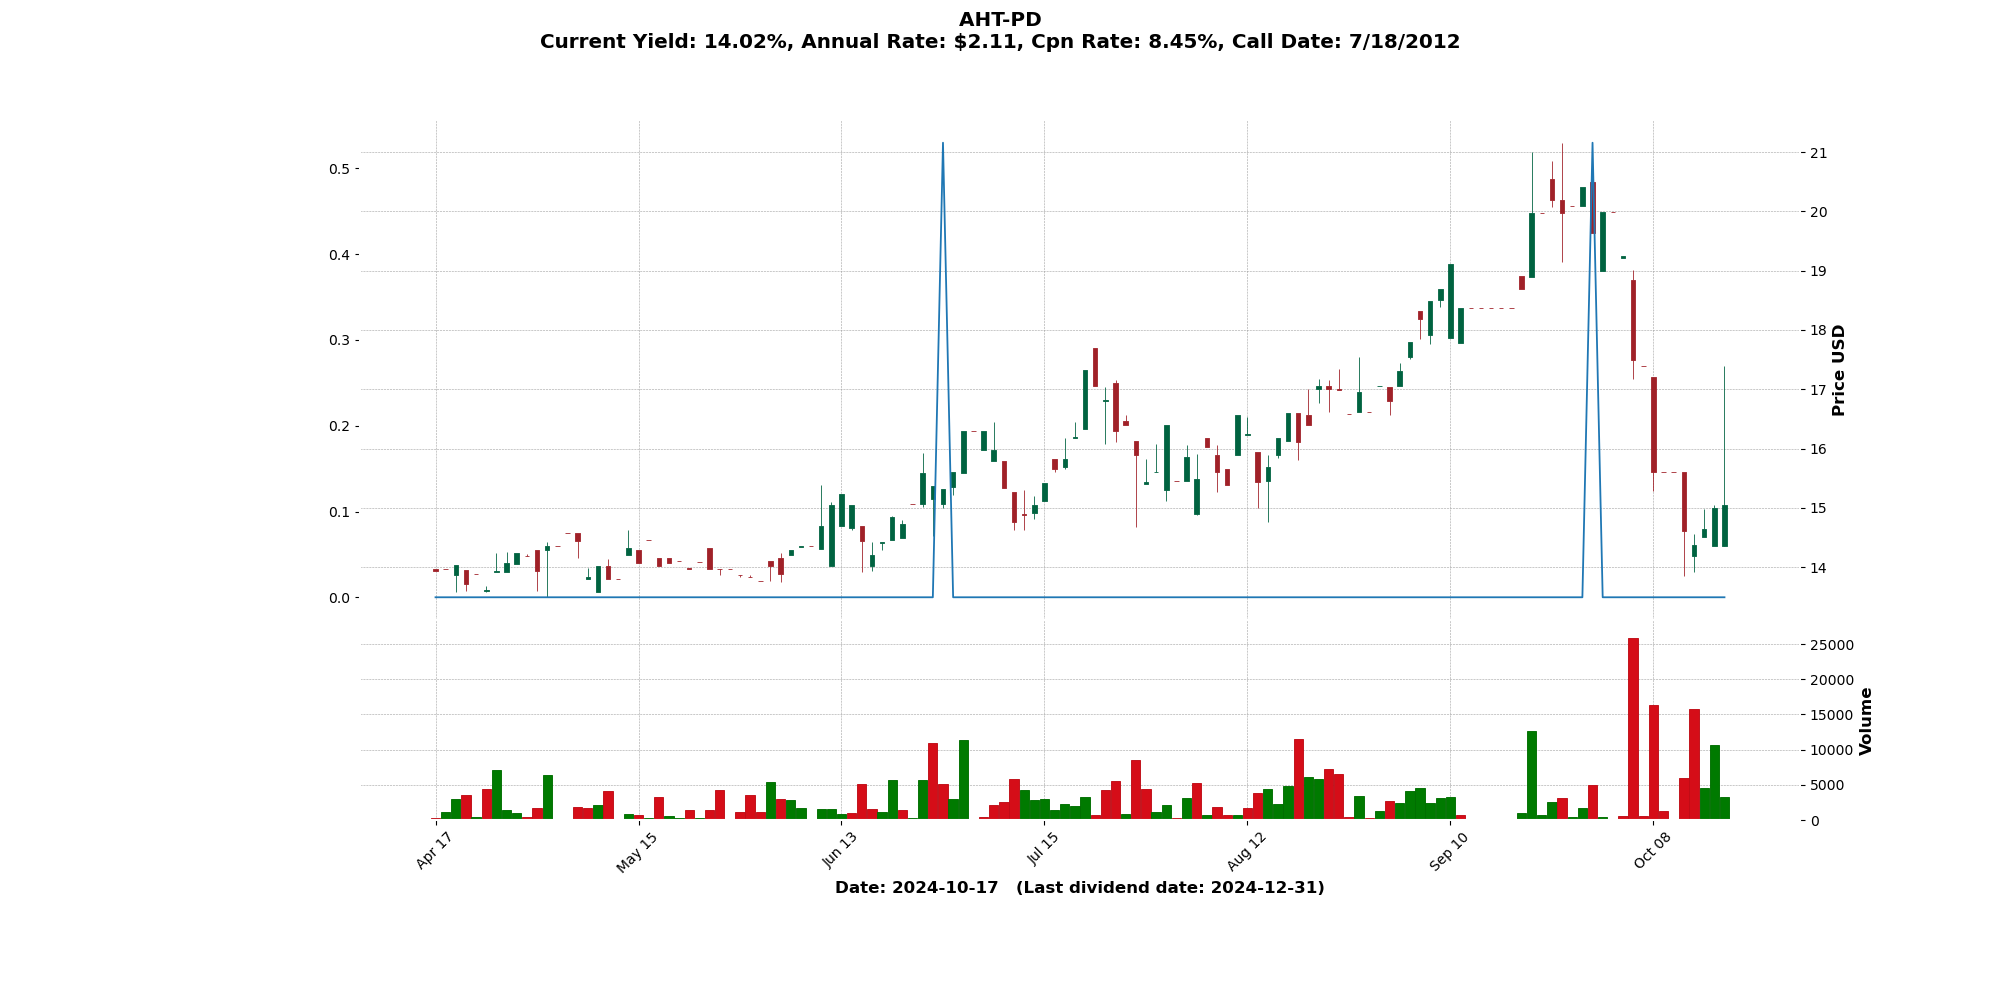 AHT-PD
Current Yield: 14.02%, Annual Rate: $2.11, Cpn Rate: 8.45%, Call Date: 7/18/2012
0.5
0.4
0.3
0.2
0.1
0.0
21
20
19
18
17
16
15
14
Price USD
25000
20000
15000
10000
5000
0
Volume
Apr 17
May 15
Jun 13
Jul 15
Aug 12
Sep 10
Oct 08
Date: 2024-10-17 (Last dividend date: 2024-12-31)